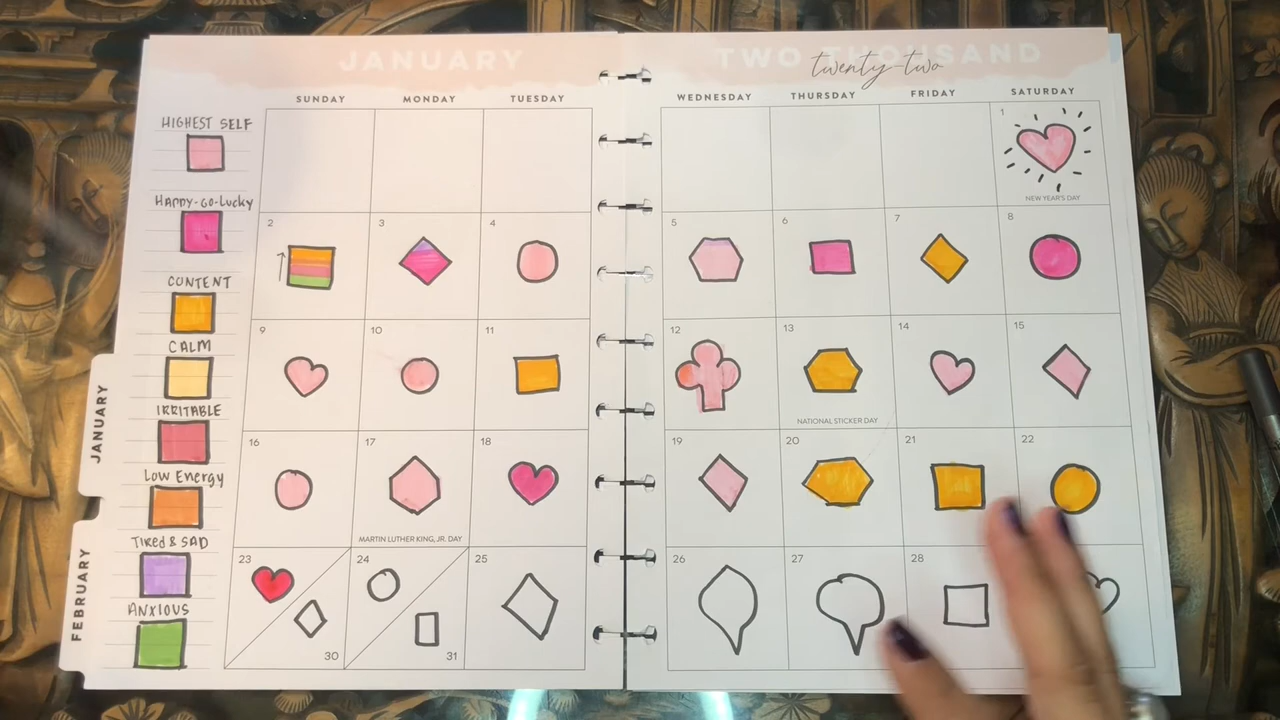 JANUARY
TWO THOUSAND
twenty-two
SUNDAY MONDAY TUESDAY WEDNESDAY THURSDAY FRIDAY SATURDAY
HIGHEST SELF
HAPPY-GO-LUCKY
CONTENT
CALM
IRRITABLE
LOW ENERGY
TIRED & SAD
ANXIOUS
JANUARY
FEBRUARY
1
NEW YEAR'S DAY
2 3 4 5 6 7 8
9 10 11 12 13 14 15
NATIONAL STICKER DAY
16 17 18 19 20 21 22
MARTIN LUTHER KING, JR. DAY
23 24 25 26 27 28
30 31